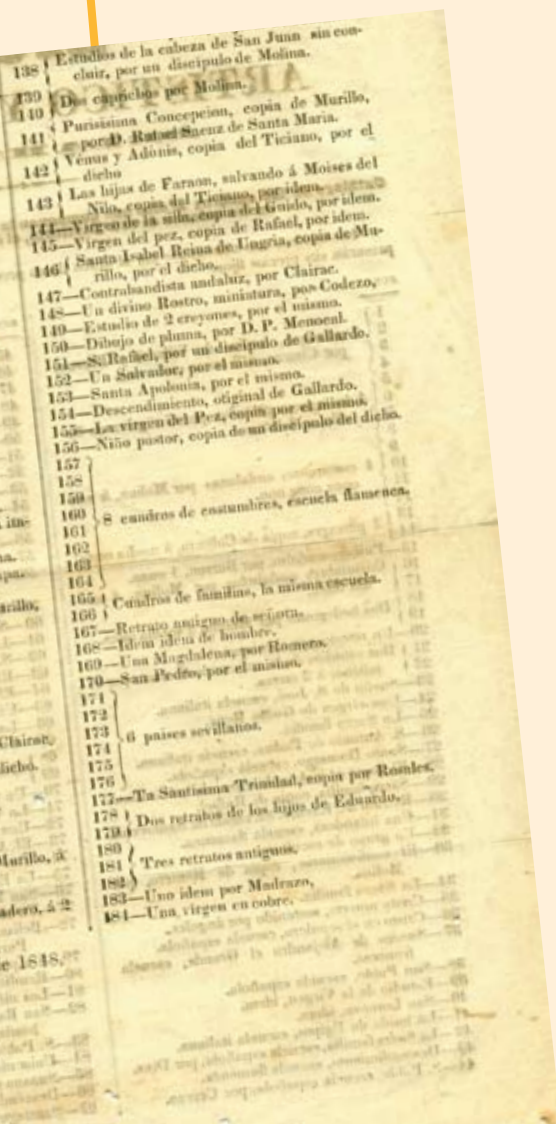 138 { Estudios de la cabeza de San Juan sin con-
cluir, por un discípulo de Molina.
139
140 { Dos caprichos por Molina.
141 { Purisisima Concepcion, copia de Murillo,
por D. Rafael Saenz de Santa Maria.
142 { Vénus y Adónis, copia del Ticiano, por el
dicho
143 { Las hijas de Faraon, salvando á Moises del
Nilo, copia del Ticiano, por idem.
144—Virgen de la silla, copia del Guido, por idem.
145—Virgen del pez, copia de Rafael, por idem.
146 { Santa Isabel Reina de Ungria, copia de Mu-
rillo, por el dicho.
147—Contrabandista andaluz, por Clairac.
148—Un divino Rostro, miniatura, por Codezo,
149—Estudio de 2 creyones, por el mismo.
150—Dibujo de pluma, por D. P. Menocal.
151—S. Rafael, por un discipulo de Gallardo.
152—Un Salvador, por el mismo.
153—Santa Apolonia, por el mismo.
154—Descendimiento, original de Gallardo.
155—La virgen del Pez, copia por el mismo.
156—Niño pastor, copia de un discípulo del dicho.
157
158
159
160 } 8 cuadros de costumbres, escuela flamenca.
161
162
163
164
165 { Cuadros de familias, la misma escuela.
166
167—Retrato antiguo de señora.
168—Idem idem de hombre.
169—Una Magdalena, por Romero.
170—San Pedro, por el mismo.
171
172
173 } 6 paises sevillanos.
174
175
176
177—Ta Santisima Trinidad, copia por Rosales.
178 { Dos retratos de los hijos de Eduardo.
179
180
181 { Tres retratos antiguos.
182
183—Uno idem por Madrazo,
184—Una virgen en cobre.
Clairac,
dicho.
Murillo, á
adero, á 2
e 1848.